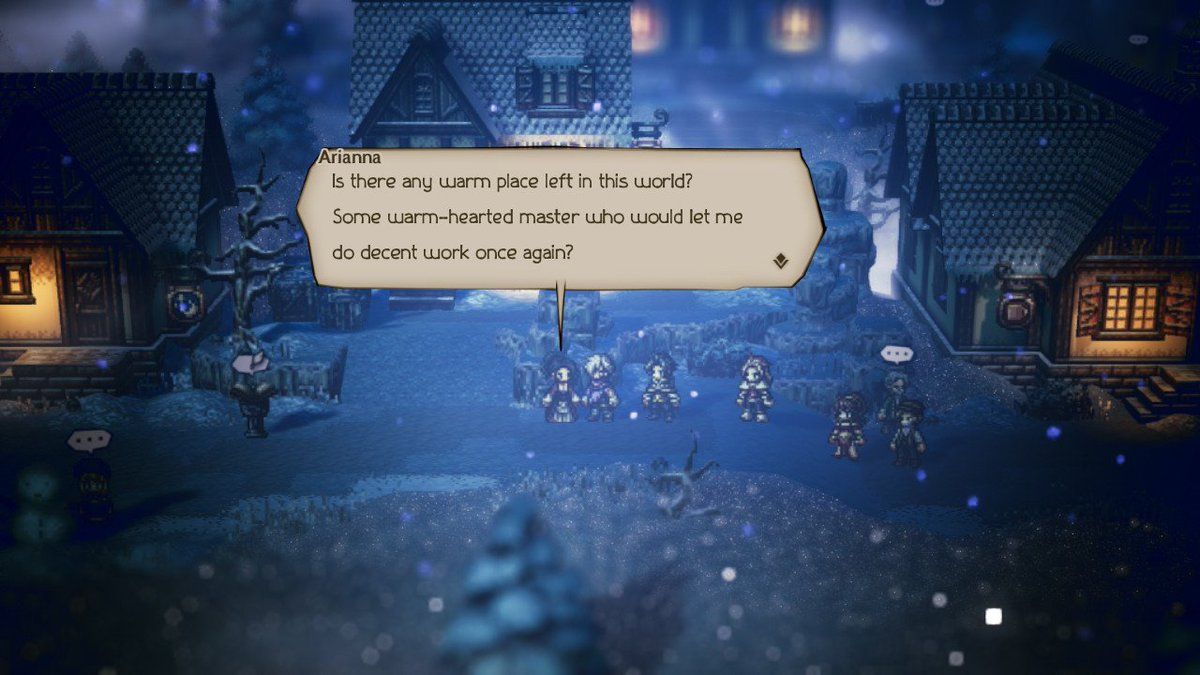 Arianna
Is there any warm place left in this world?
Some warm-hearted master who would let me
do decent work once again?